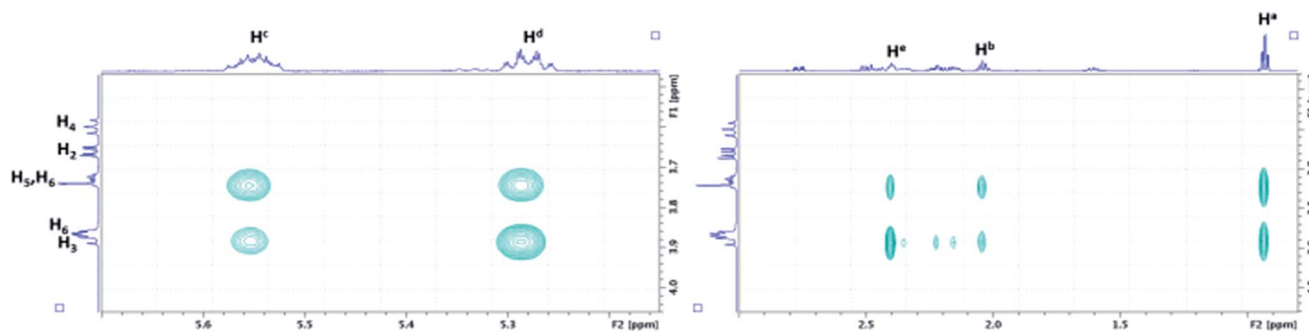 Hᶜ
Hᵈ
H₄
H₂
H₅,H₆
H₆
H₃
F1 [ppm]
3.7
3.8
3.9
4.0
5.6
5.5
5.4
5.3
F2 [ppm]
Hᵉ
Hᵇ
Hᵃ
2.5
2.0
1.5
F2 [ppm]